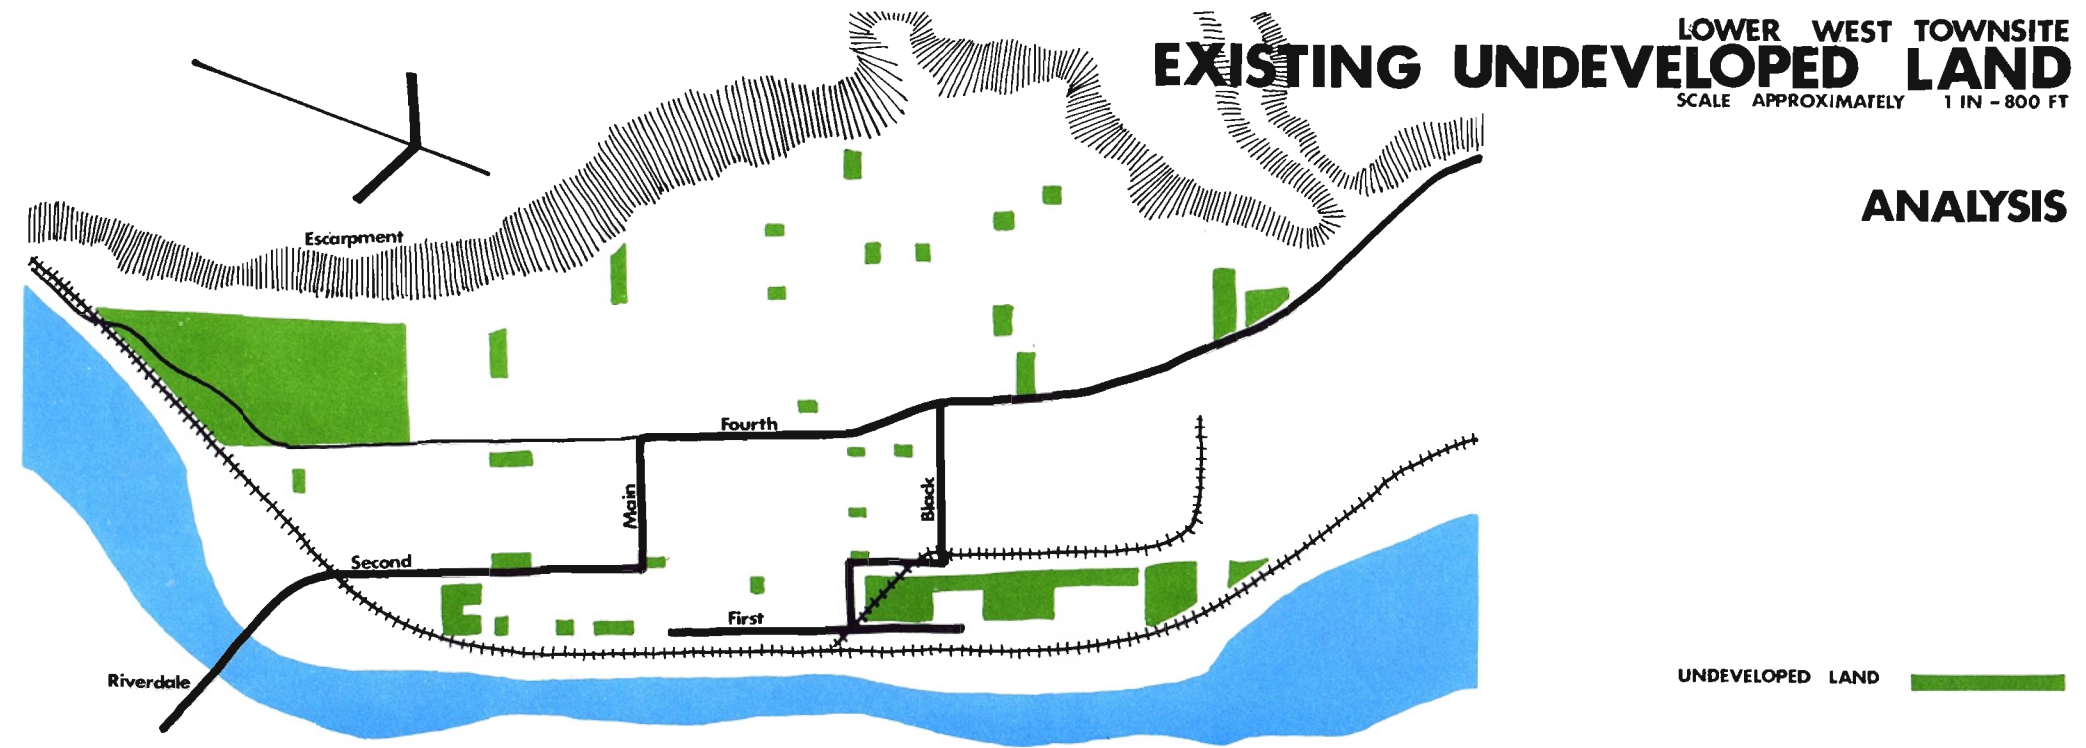 LOWER WEST TOWNSITE
EXISTING UNDEVELOPED LAND
SCALE APPROXIMATELY 1 IN - 800 FT
ANALYSIS
Escarpment
Fourth
Main
Black
Second
First
Riverdale
UNDEVELOPED LAND